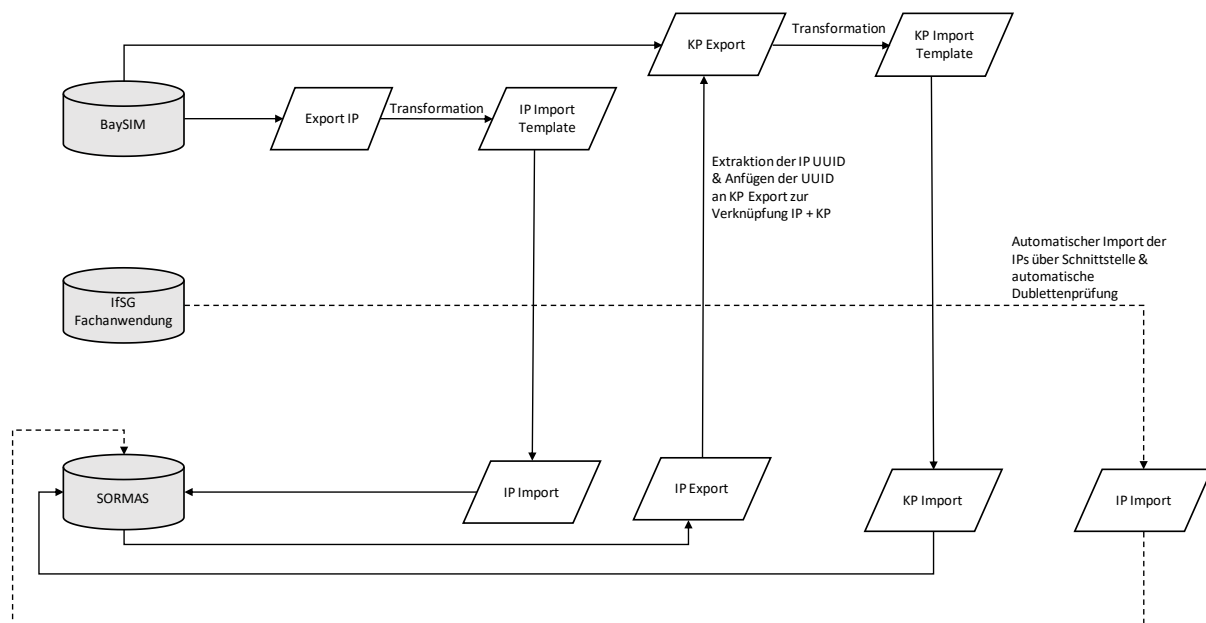 Transformation
KP Export
KP Import
Template
BaySIM
Export IP
Transformation
IP Import
Template
Extraktion der IP UUID
& Anfügen der UUID
an KP Export zur
Verknüpfung IP + KP
Automatischer Import der
IPs über Schnittstelle &
automatische
Dublettenprüfung
IfSG
Fachanwendung
SORMAS
IP Import
IP Export
KP Import
IP Import